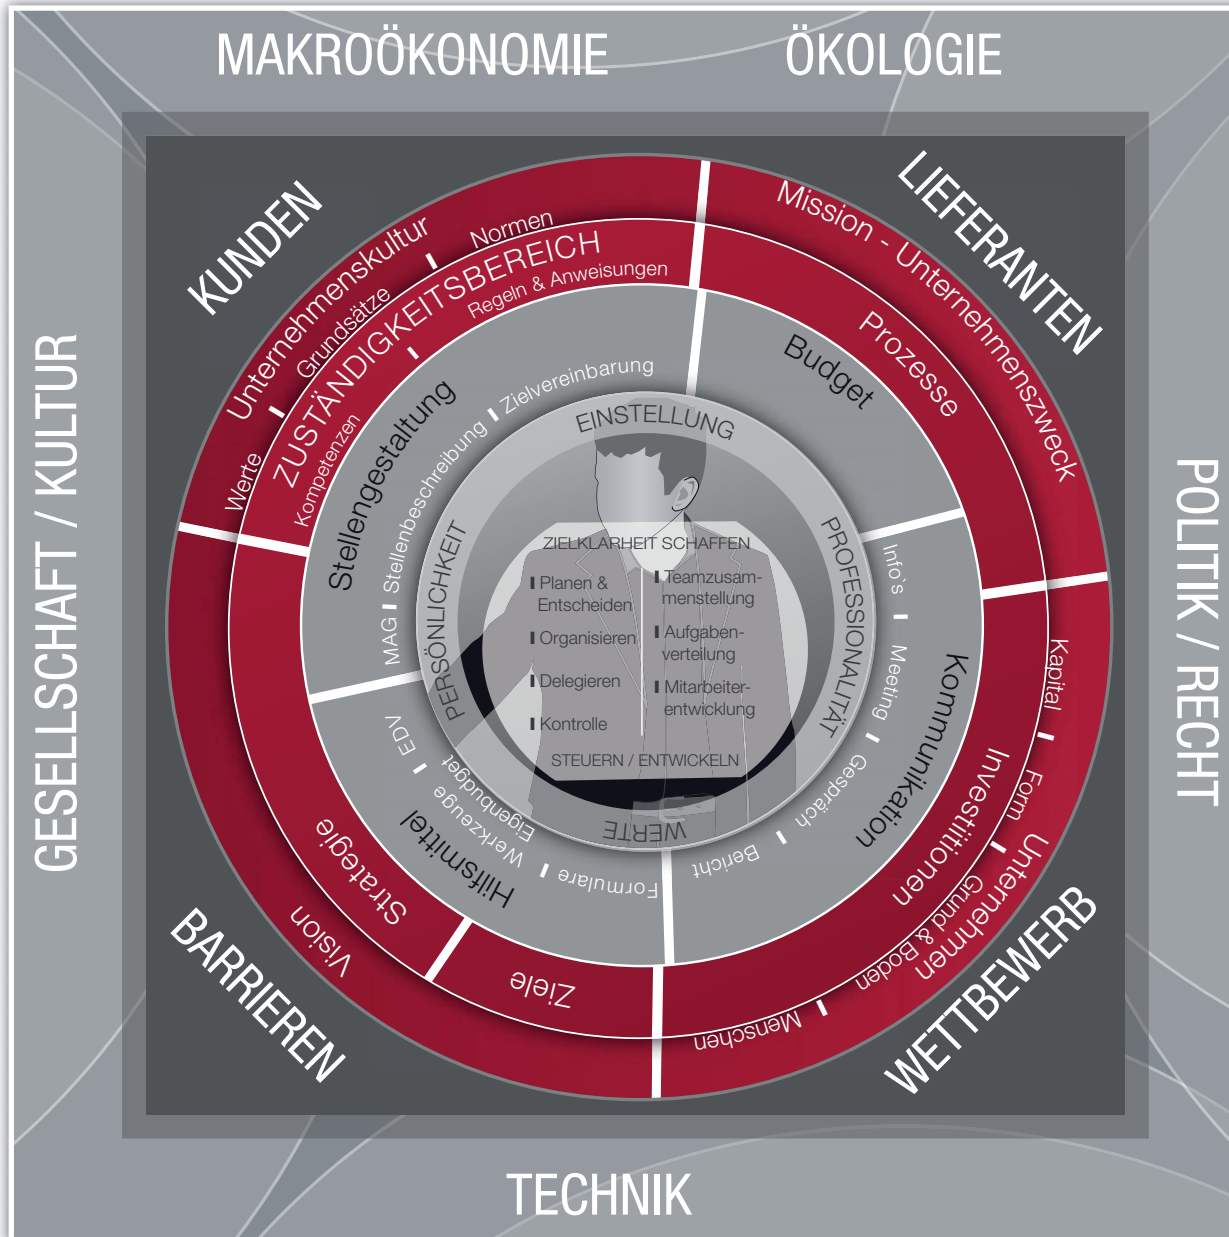 MAKROÖKONOMIE
ÖKOLOGIE
GESELLSCHAFT / KULTUR
POLITIK / RECHT
TECHNIK
KUNDEN
LIEFERANTEN
BARRIEREN
WETTBEWERB
Unternehmenskultur
Werte I Grundsätze I Normen
Mission - Unternehmenszweck
Unternehmen
Kapital I Form I Grund & Boden I Menschen
Vision
ZUSTÄNDIGKEITSBEREICH
Kompetenzen I Regeln & Anweisungen
Prozesse
Investitionen
Ziele
Strategie
Stellengestaltung
MAG I Stellenbeschreibung I Zielvereinbarung
Budget
Kommunikation
Info`s I Meeting I Gespräch I Bericht
Hilfsmittel
EDV I Werkzeuge I Formulare
Eigenbudget
EINSTELLUNG
PROFESSIONALITÄT
WERTE
PERSÖNLICHKEIT
ZIELKLARHEIT SCHAFFEN
I Planen &
Entscheiden
I Organisieren
I Delegieren
I Kontrolle
I Teamzusam-
menstellung
I Aufgaben-
verteilung
I Mitarbeiter-
entwicklung
STEUERN / ENTWICKELN